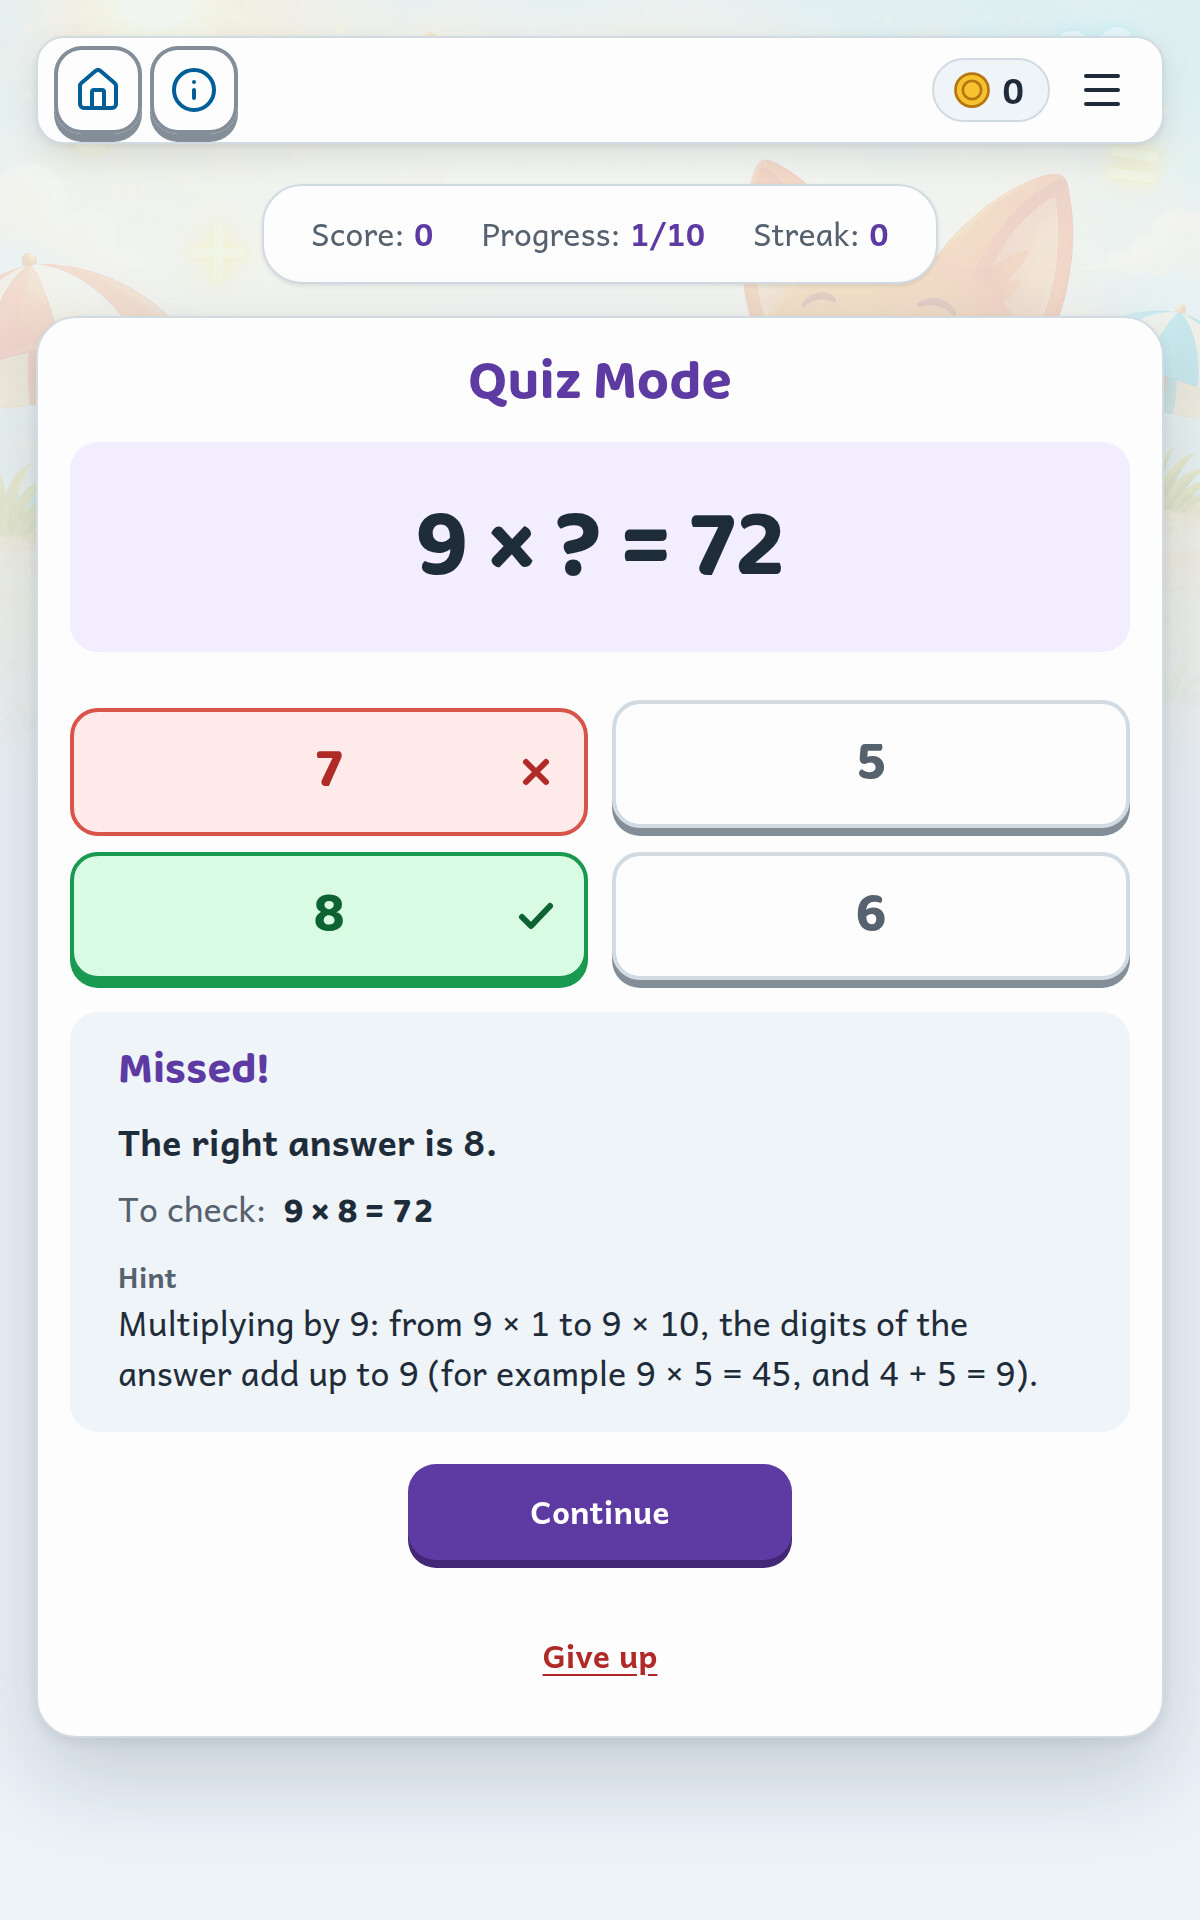 0
Score: 0 Progress: 1/10 Streak: 0
Quiz Mode
9 × ? = 72
7
5
8
6
Missed!
The right answer is 8.
To check: 9 × 8 = 72
Hint
Multiplying by 9: from 9 × 1 to 9 × 10, the digits of the
answer add up to 9 (for example 9 × 5 = 45, and 4 + 5 = 9).
Continue
Give up